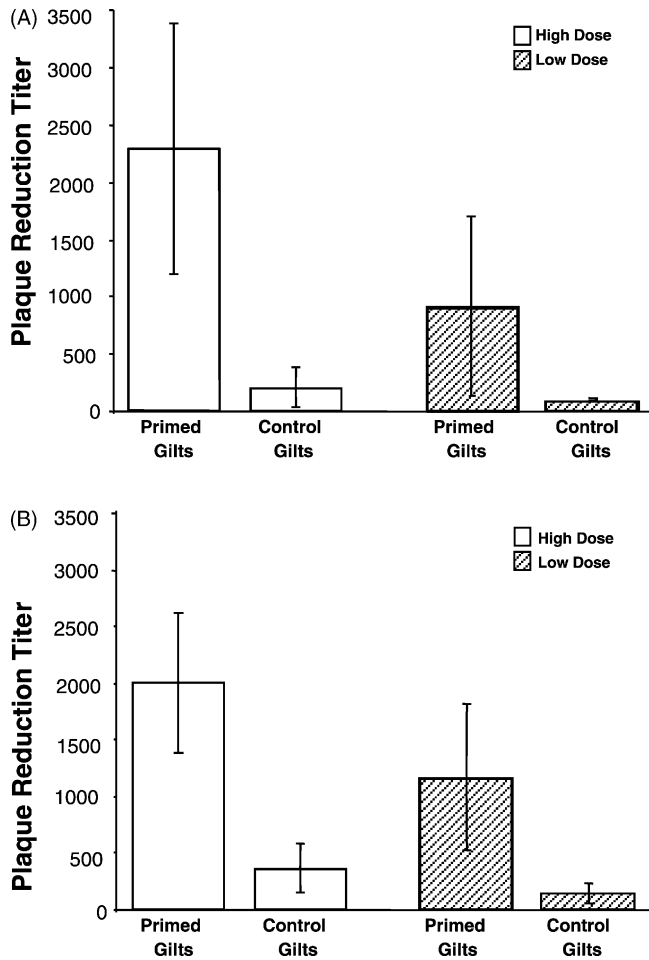 (A)
3500
3000
2500
2000
1500
1000
500
0
Plaque Reduction Titer
High Dose
Low Dose
Primed Control Primed Control
Gilts Gilts Gilts Gilts
(B)
3500
3000
2500
2000
1500
1000
500
0
Plaque Reduction Titer
High Dose
Low Dose
Primed Control Primed Control
Gilts Gilts Gilts Gilts